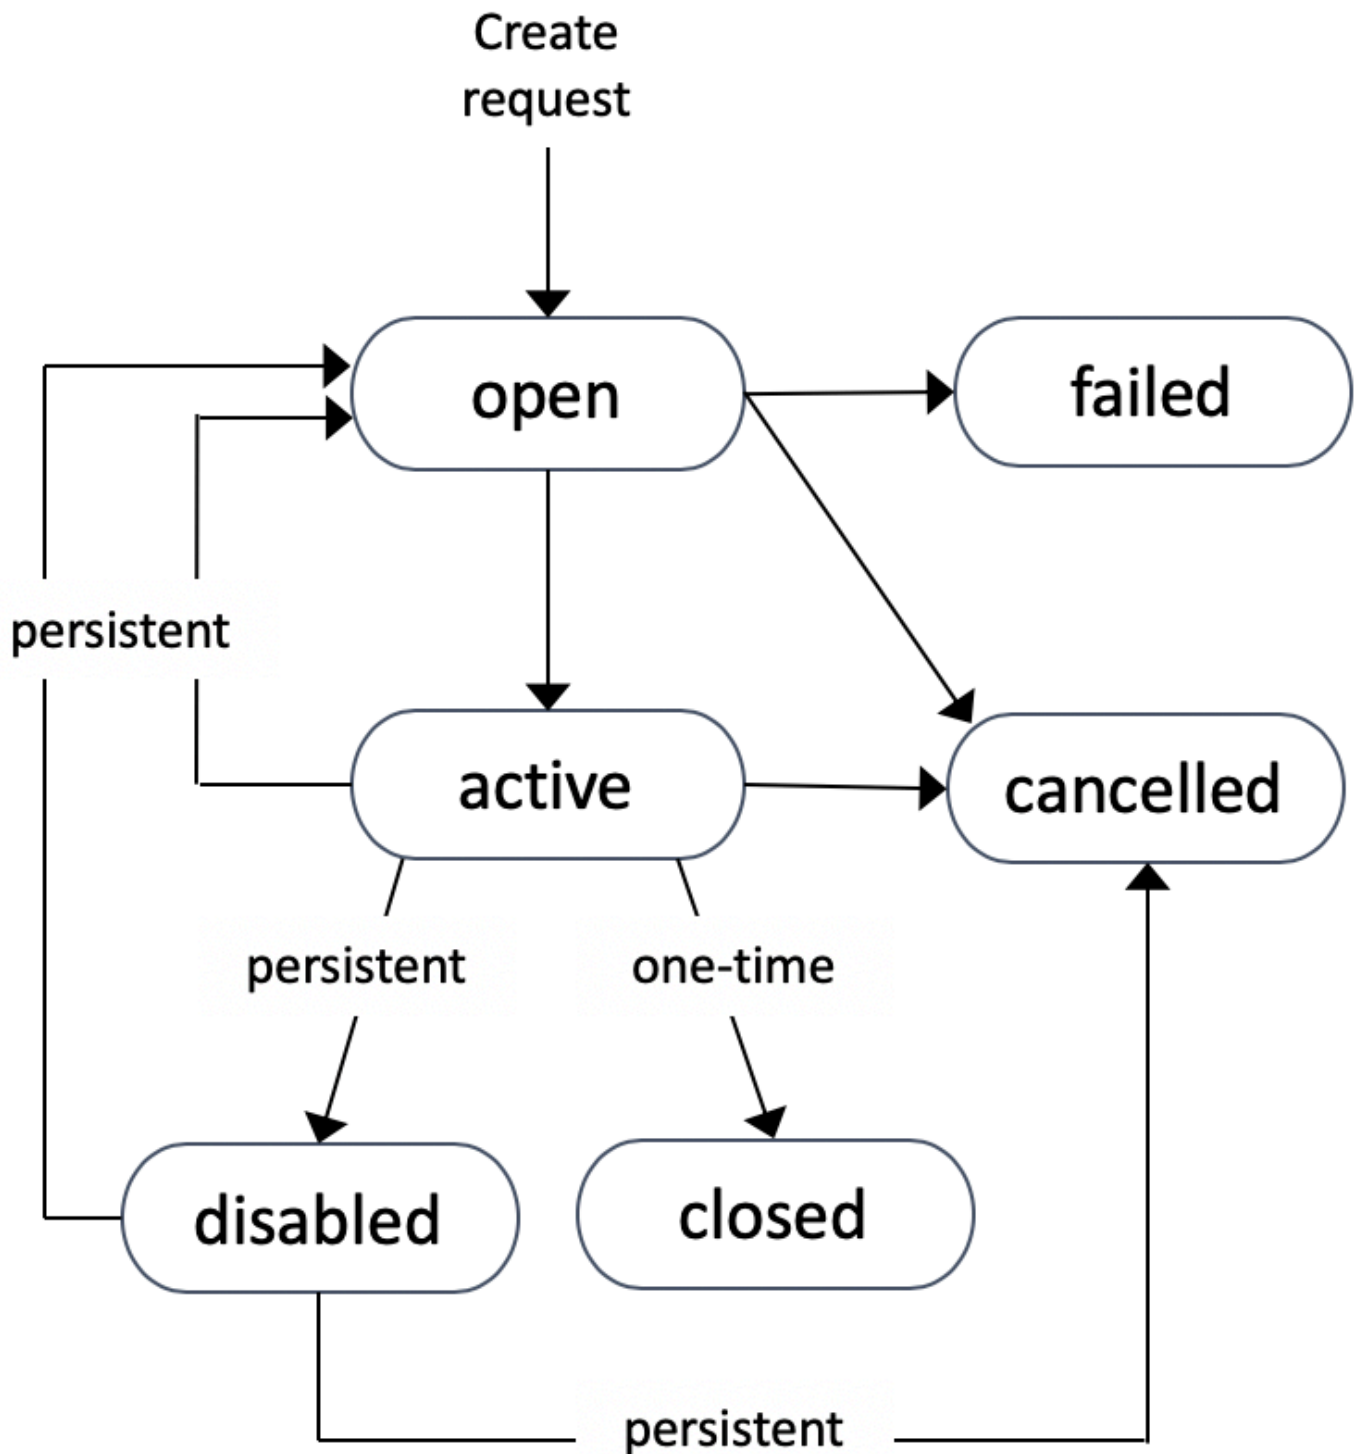 Create
request
open
failed
persistent
active
cancelled
persistent
one-time
disabled
closed
persistent